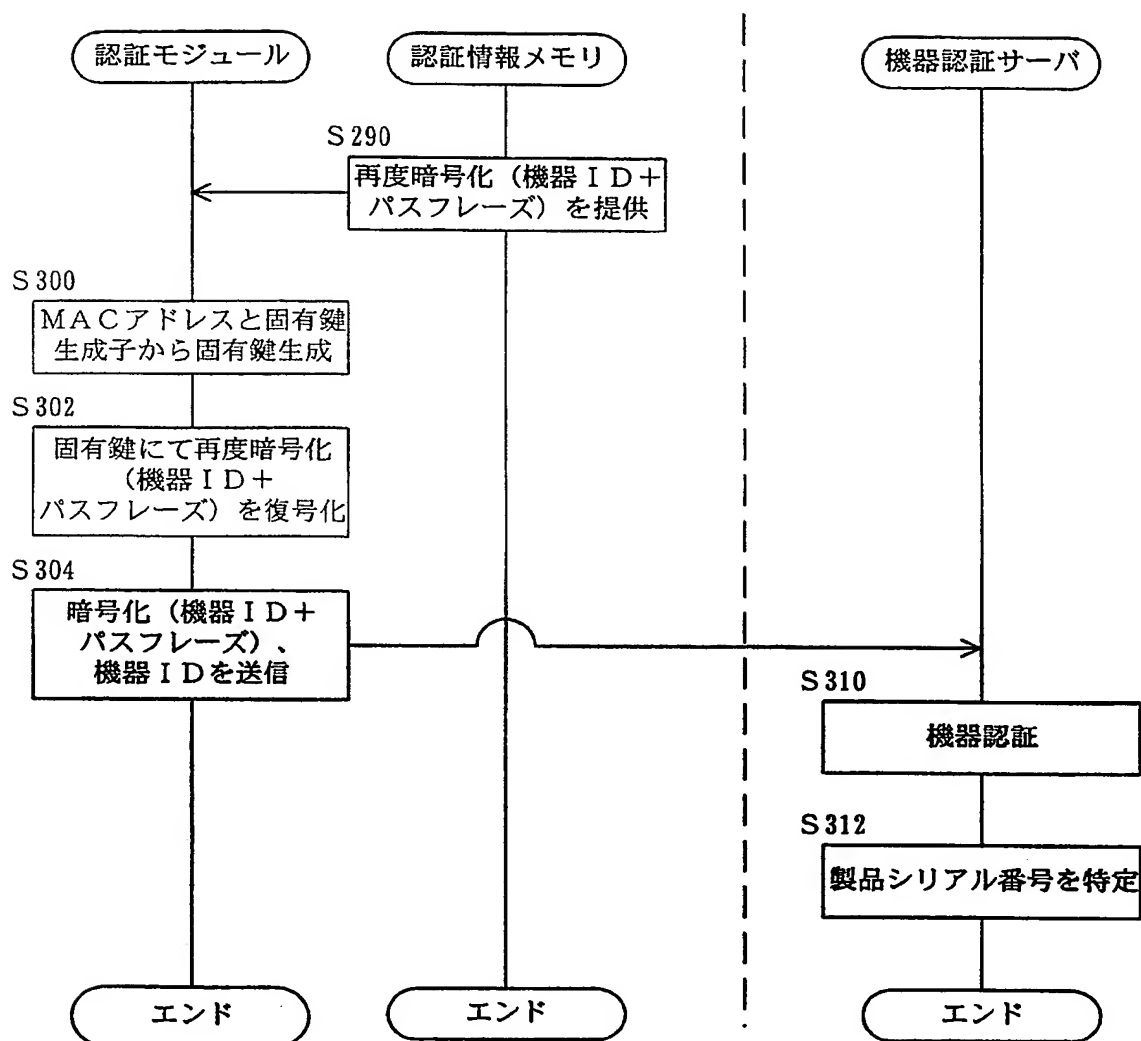 認証モジュール
認証情報メモリ
機器認証サーバ
S290
再度暗号化（機器ＩＤ＋
パスフレーズ）を提供
S300
ＭＡＣアドレスと固有鍵
生成子から固有鍵生成
S302
固有鍵にて再度暗号化
（機器ＩＤ＋
パスフレーズ）を復号化
S304
暗号化（機器ＩＤ＋
パスフレーズ）、
機器ＩＤを送信
S310
機器認証
S312
製品シリアル番号を特定
エンド
エンド
エンド